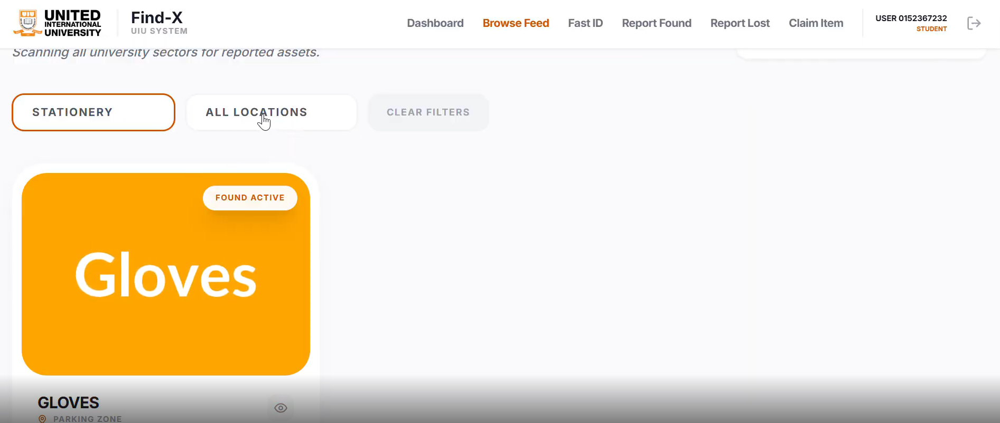 UNITED
INTERNATIONAL
UNIVERSITY
Find-X
UIU SYSTEM
Dashboard
Browse Feed
Fast ID
Report Found
Report Lost
Claim Item
USER 0152367232
STUDENT
Scanning all university sectors for reported assets.
STATIONERY
ALL LOCATIONS
CLEAR FILTERS
FOUND ACTIVE
Gloves
GLOVES
PARKING ZONE